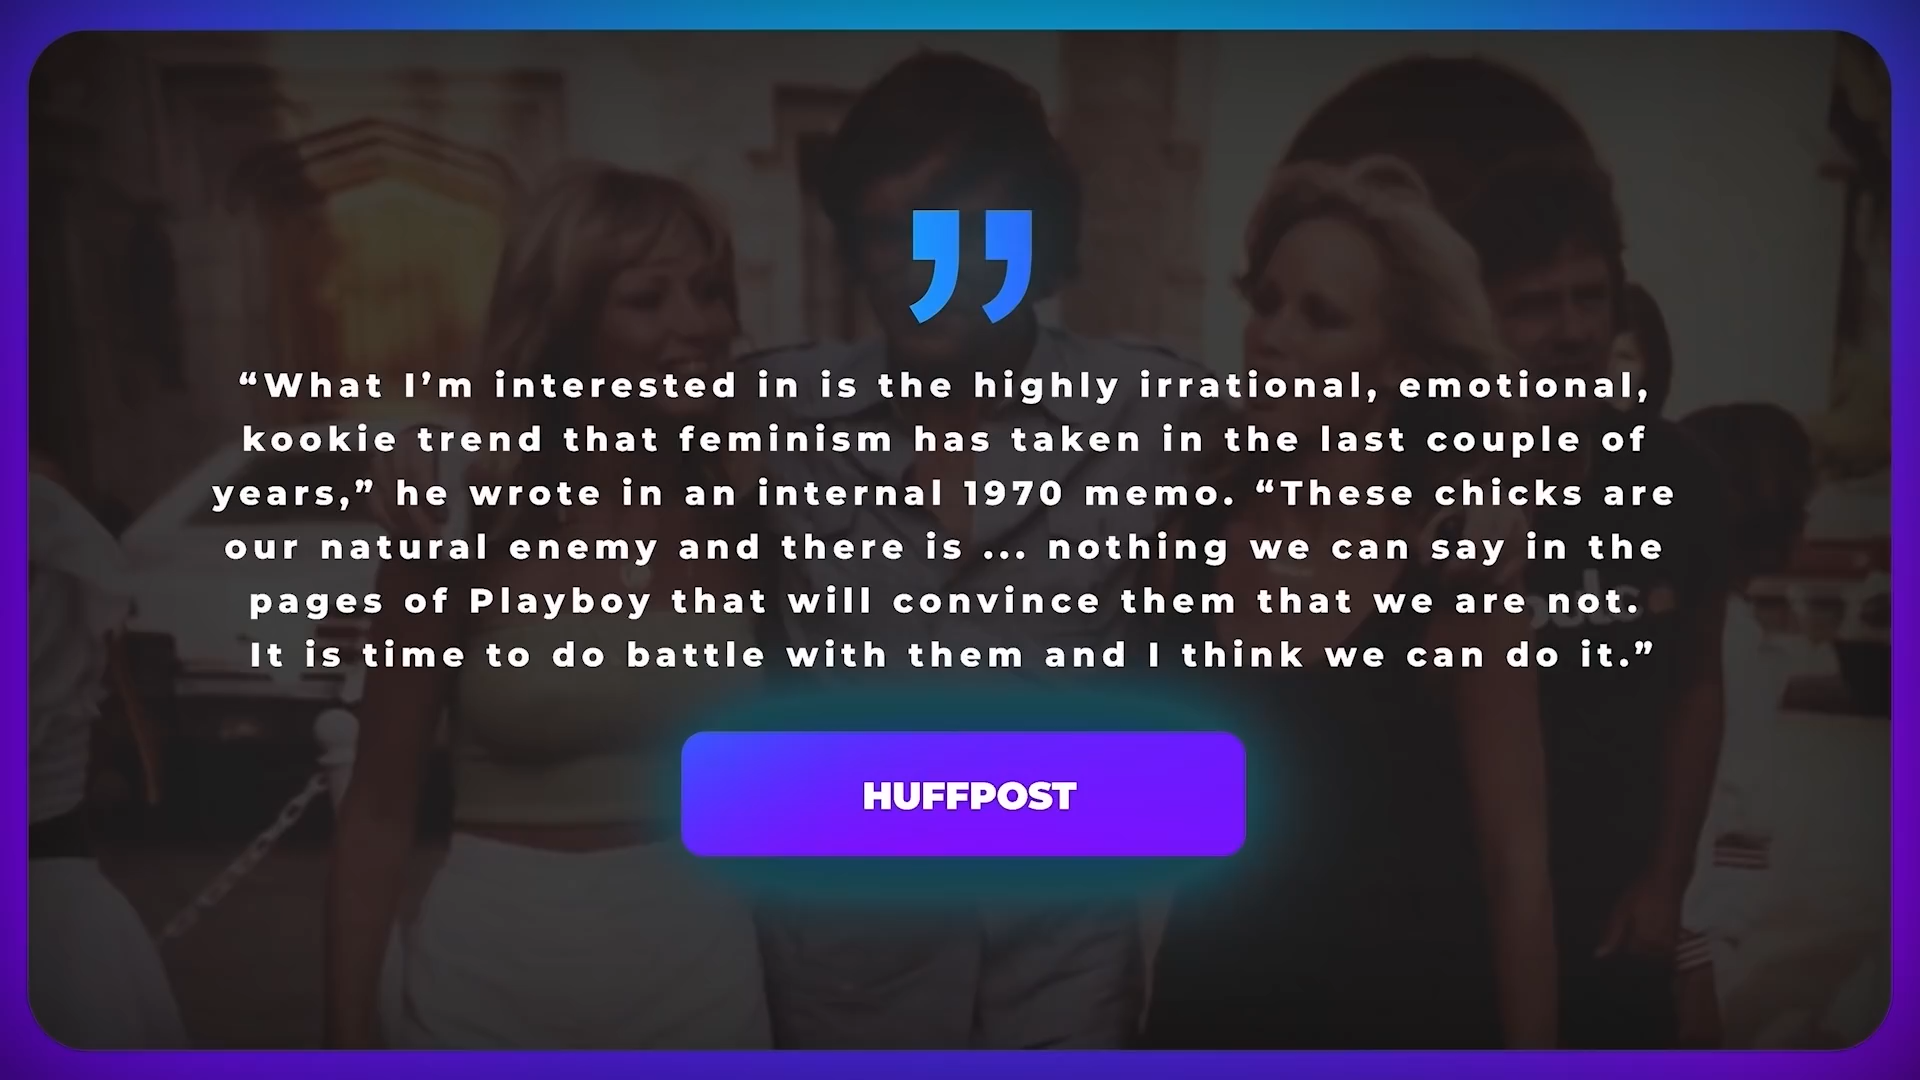 “What I’m interested in is the highly irrational, emotional,
kookie trend that feminism has taken in the last couple of
years,” he wrote in an internal 1970 memo. “These chicks are
our natural enemy and there is ... nothing we can say in the
pages of Playboy that will convince them that we are not.
It is time to do battle with them and I think we can do it.”
HUFFPOST